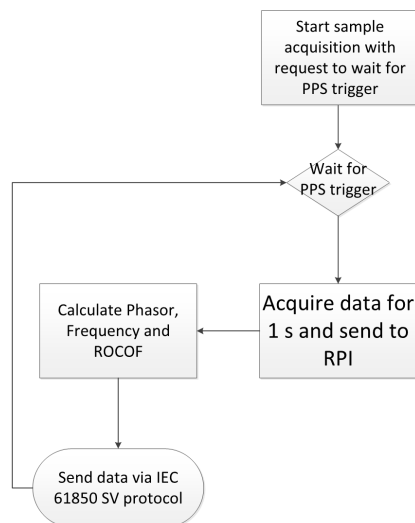 Start sample
acquisition with
request to wait for
PPS trigger
Wait for
PPS trigger
Acquire data for
1 s and send to
RPI
Calculate Phasor,
Frequency and
ROCOF
Send data via IEC
61850 SV protocol